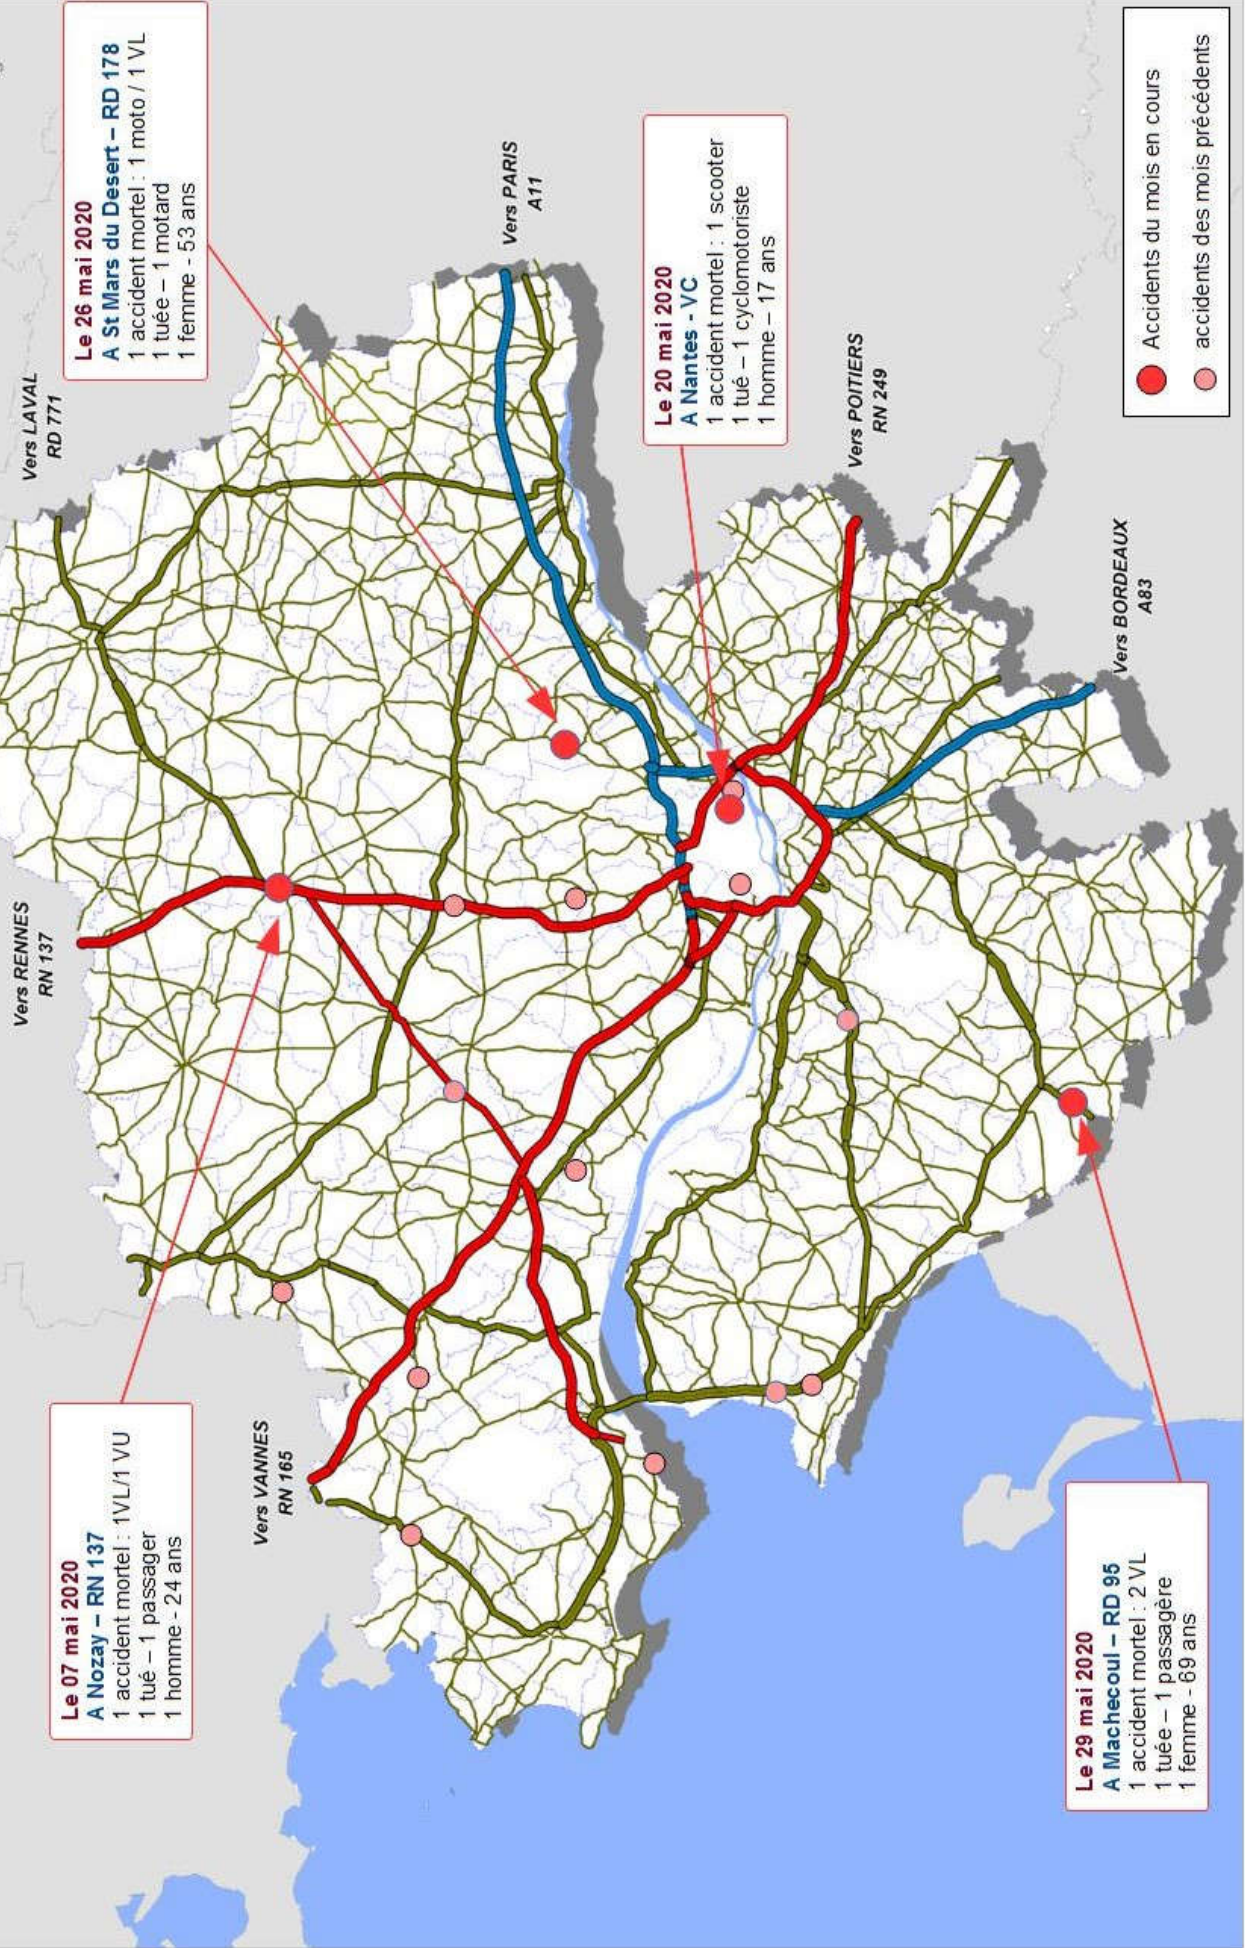 Vers LAVAL
RD 771
Le 26 mai 2020
A St Mars du Desert – RD 178
1 accident mortel : 1 moto / 1 VL
1 tuée – 1 motard
1 femme - 53 ans
Vers RENNES
RN 137
Le 07 mai 2020
A Nozay – RN 137
1 accident mortel : 1VL/1 VU
1 tué – 1 passager
1 homme - 24 ans
Vers VANNES
RN 165
Vers PARIS
A11
Le 20 mai 2020
A Nantes - VC
1 accident mortel : 1 scooter
1 tué – 1 cyclomotoriste
1 homme – 17 ans
Vers POITIERS
RN 249
Vers BORDEAUX
A83
Le 29 mai 2020
A Machecoul – RD 95
1 accident mortel : 2 VL
1 tuée – 1 passagère
1 femme - 69 ans
Accidents du mois en cours
accidents des mois précédents